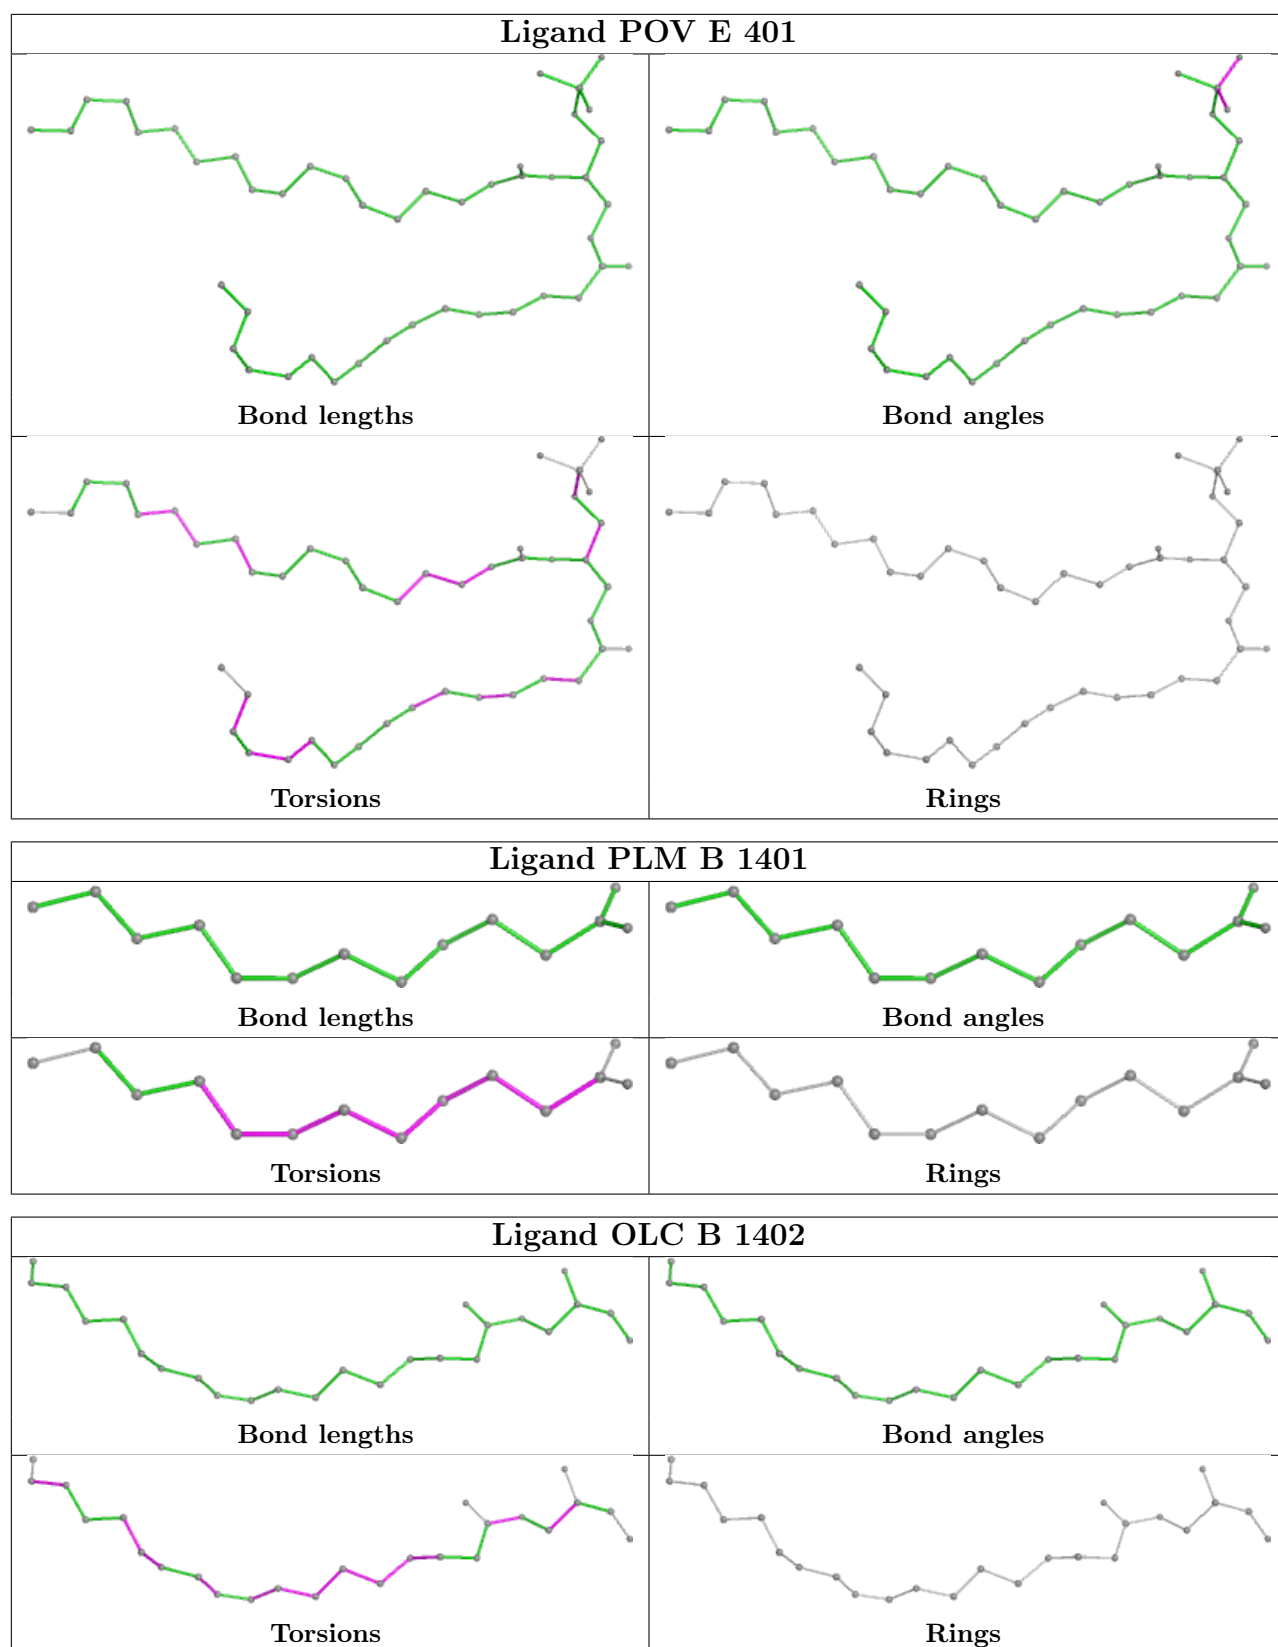 Ligand POV E 401
Bond lengths
Bond angles
Torsions
Rings
Ligand PLM B 1401
Bond lengths
Bond angles
Torsions
Rings
Ligand OLC B 1402
Bond lengths
Bond angles
Torsions
Rings